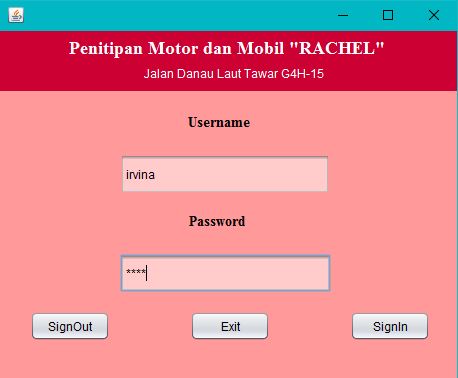 Penitipan Motor dan Mobil "RACHEL"
Jalan Danau Laut Tawar G4H-15
Username
irvina
Password
****
SignOut Exit SignIn